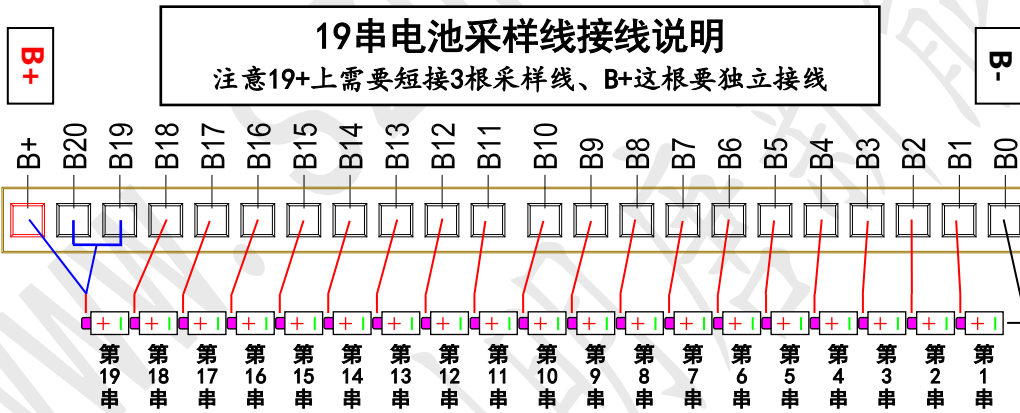 19串电池采样线接线说明
注意19+上需要短接3根采样线、B+这根要独立接线
B+
B-
B+ B20 B19 B18 B17 B16 B15 B14 B13 B12 B11 B10 B9 B8 B7 B6 B5 B4 B3 B2 B1 B0
第19串 第18串 第17串 第16串 第15串 第14串 第13串 第12串 第11串 第10串 第9串 第8串 第7串 第6串 第5串 第4串 第3串 第2串 第1串